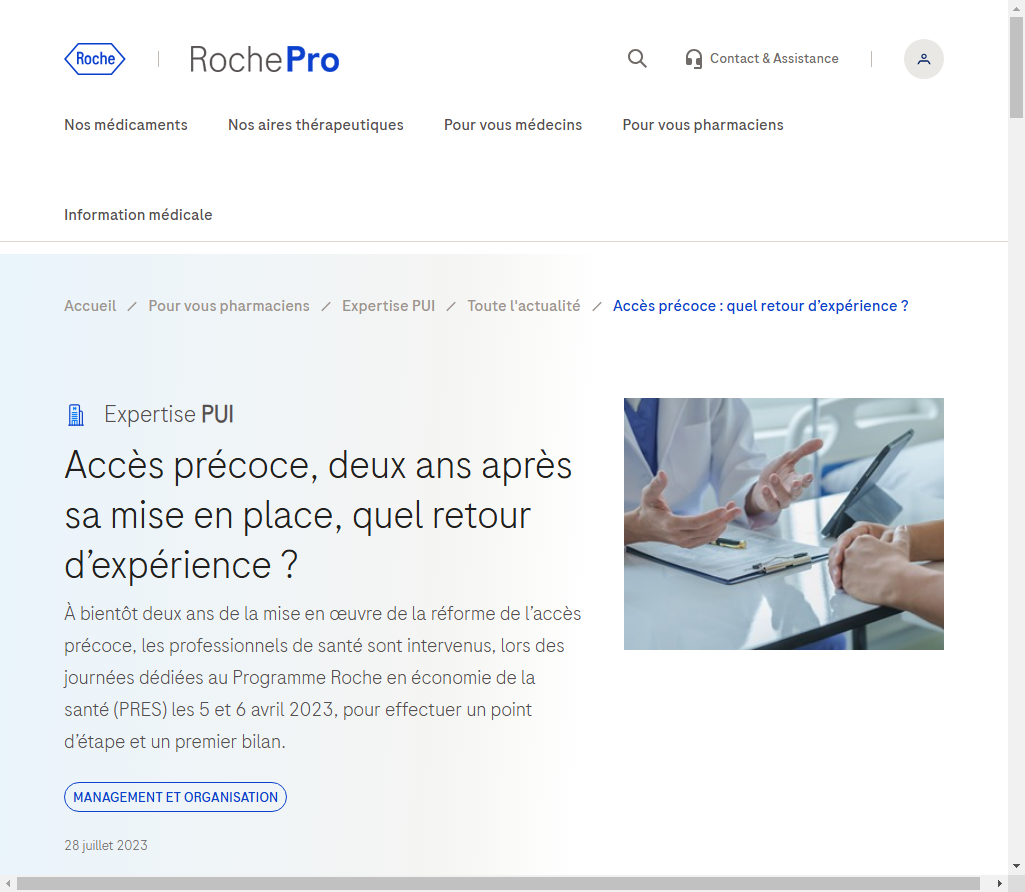 Roche
RochePro
Contact & Assistance
Nos médicaments
Nos aires thérapeutiques
Pour vous médecins
Pour vous pharmaciens
Information médicale
Accueil / Pour vous pharmaciens / Expertise PUI / Toute l'actualité / Accès précoce : quel retour d’expérience ?
Expertise PUI
Accès précoce, deux ans après
sa mise en place, quel retour
d’expérience ?
À bientôt deux ans de la mise en œuvre de la réforme de l’accès
précoce, les professionnels de santé sont intervenus, lors des
journées dédiées au Programme Roche en économie de la
santé (PRES) les 5 et 6 avril 2023, pour effectuer un point
d’étape et un premier bilan.
MANAGEMENT ET ORGANISATION
28 juillet 2023